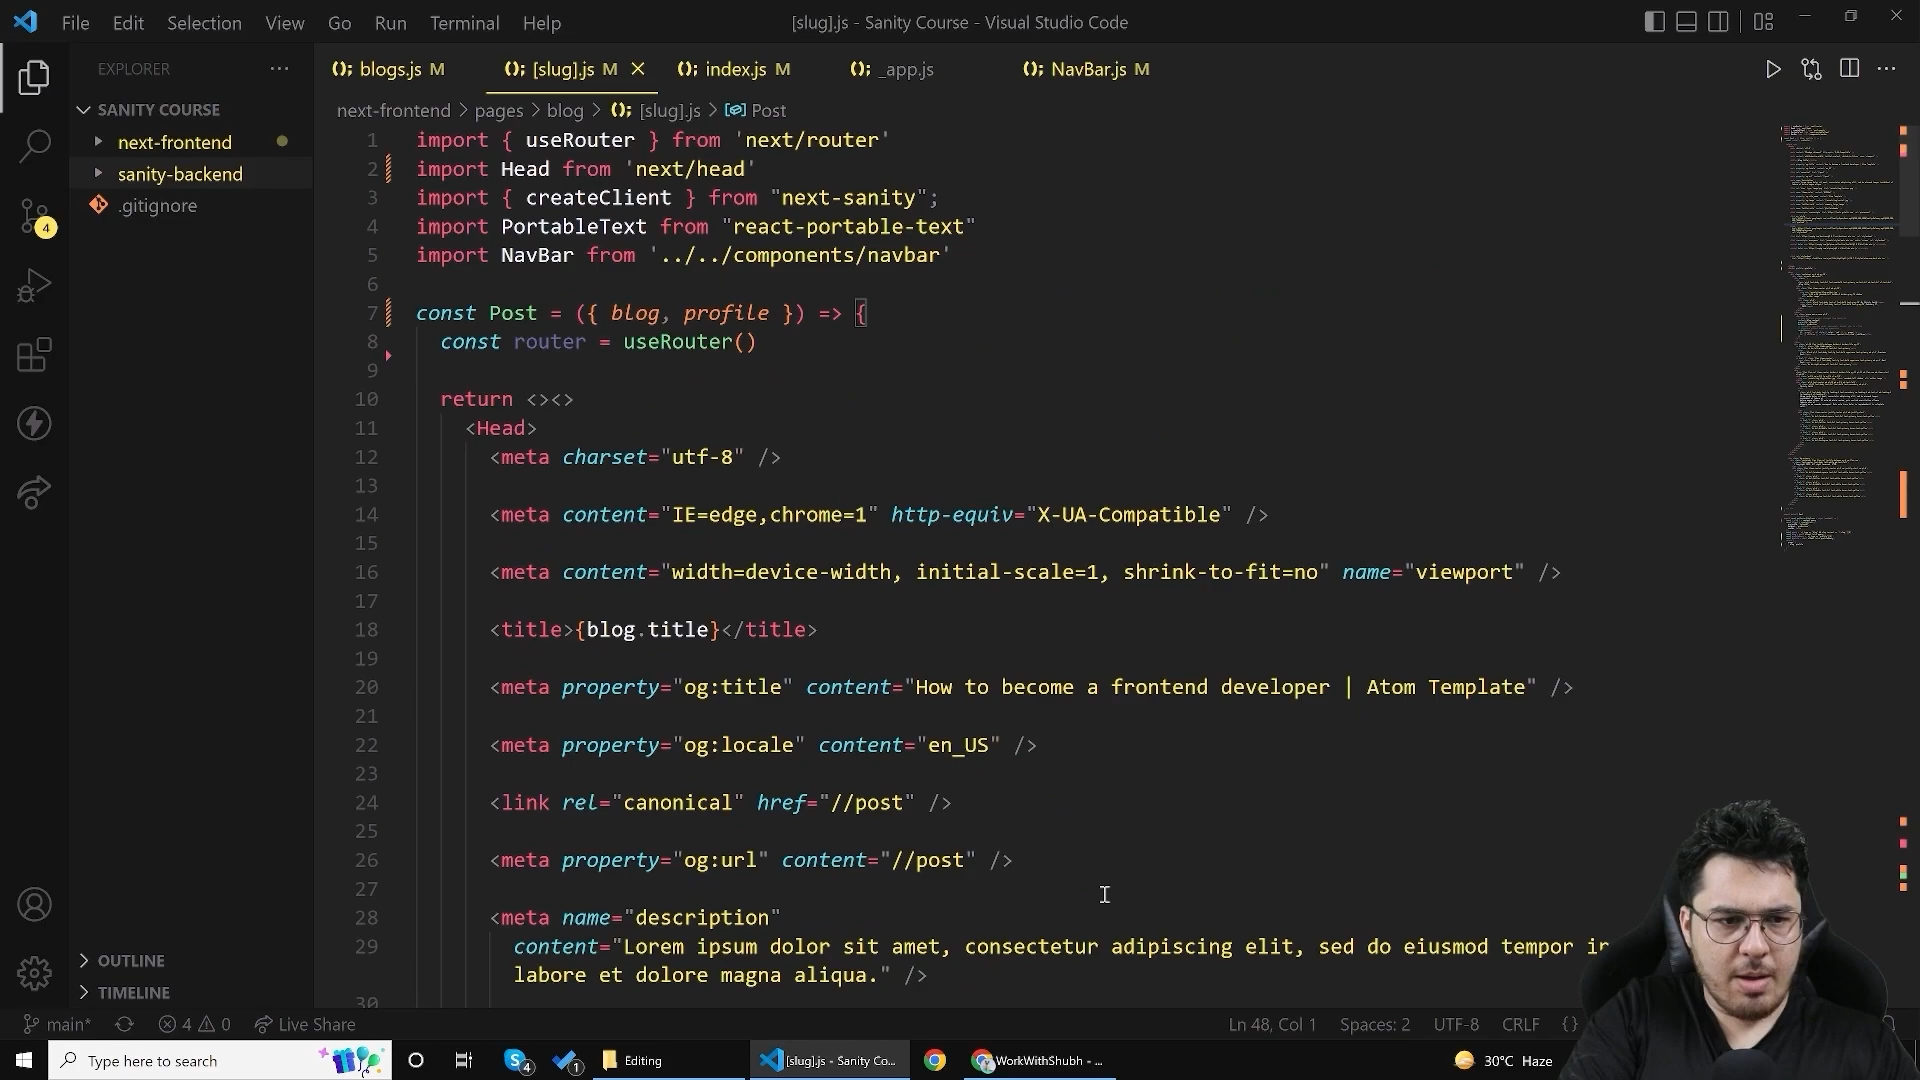 File Edit Selection View Go Run Terminal Help [slug].js - Sanity Course - Visual Studio Code
EXPLORER ...
SANITY COURSE
next-frontend
sanity-backend
.gitignore
OUTLINE
TIMELINE
blogs.js M [slug].js M index.js M _app.js NavBar.js M
next-frontend > pages > blog > [slug].js > Post
1 import { useRouter } from 'next/router'
2 import Head from 'next/head'
3 import { createClient } from "next-sanity";
4 import PortableText from "react-portable-text"
5 import NavBar from '../../components/navbar'
6
7 const Post = ({ blog, profile }) => {
8 const router = useRouter()
9
10 return <><>
11 <Head>
12 <meta charset="utf-8" />
13
14 <meta content="IE=edge,chrome=1" http-equiv="X-UA-Compatible" />
15
16 <meta content="width=device-width, initial-scale=1, shrink-to-fit=no" name="viewport" />
17
18 <title>{blog.title}</title>
19
20 <meta property="og:title" content="How to become a frontend developer | Atom Template" />
21
22 <meta property="og:locale" content="en_US" />
23
24 <link rel="canonical" href="//post" />
25
26 <meta property="og:url" content="//post" />
27
28 <meta name="description"
29 content="Lorem ipsum dolor sit amet, consectetur adipiscing elit, sed do eiusmod tempor in
labore et dolore magna aliqua." />
30
4
main* 4 0 Live Share Ln 48, Col 1 Spaces: 2 UTF-8 CRLF {}
Type here to search 4 1 Editing [slug].js - Sanity Co... WorkWithShubh - ... 30°C Haze